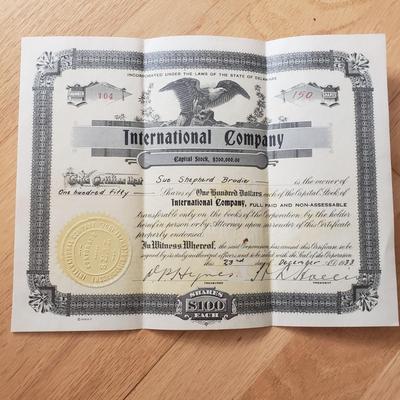 INCORPORATED UNDER THE LAWS OF THE STATE OF DELAWARE
NUMBER
SHARES
104
150
International Company
Capital Stock, $200,000.00
This Certifies that Sue Shepherd Brodie is the owner of
One hundred Fifty Shares of One Hundred Dollars each of the Capital Stock of
International Company, FULL PAID AND NON-ASSESSABLE
transferable only on the books of the Corporation by the holder
hereof in person or by Attorney upon surrender of this Certificate
properly endorsed.
In Witness Whereof, the said Corporation has caused this Certificate to be
signed by its duly authorized officers and to be sealed with the Seal of the Corporation
this 23rd day of December
TREASURER
PRESIDENT
SHARES
$100
EACH